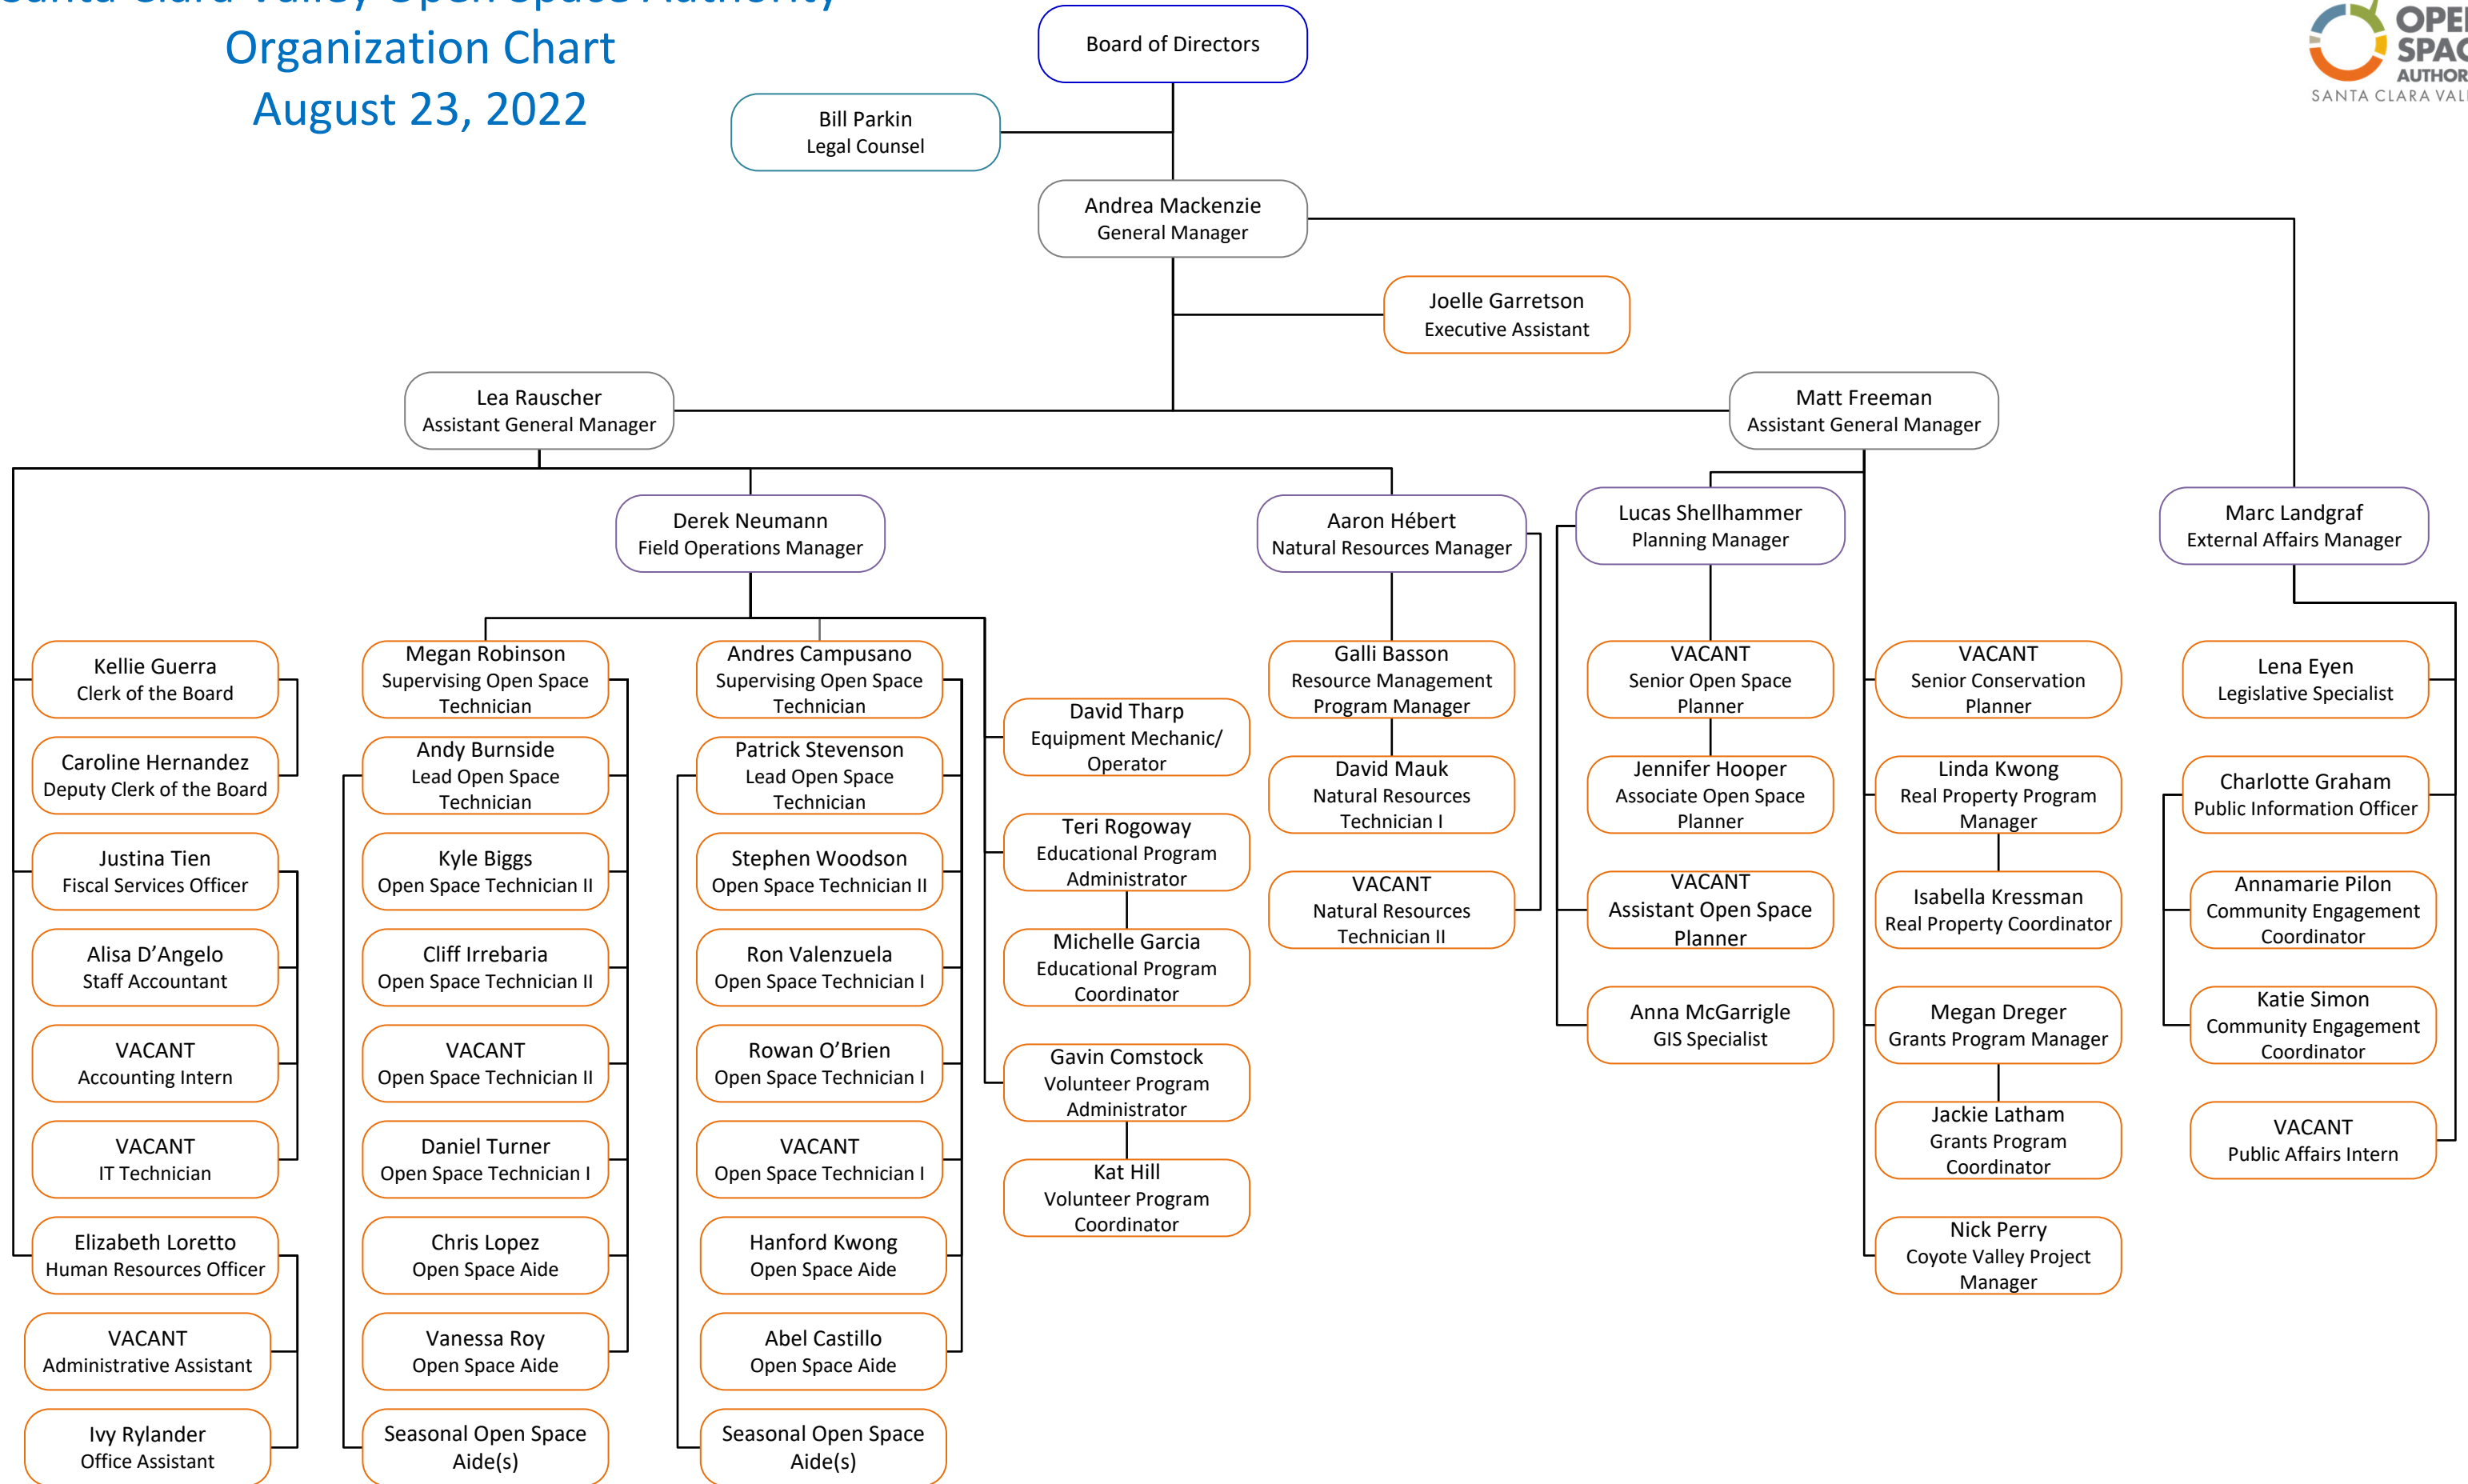 Santa Clara Valley Open Space Authority
Organization Chart
August 23, 2022
SANTA CLARA
Board of Directors
Bill Parkin
Legal Counsel
Andrea Mackenzie
General Manager
Joelle Garretson
Executive Assistant
Lea Rauscher
Assistant General Manager
Matt Freeman
Assistant General Manager
Derek Neumann
Field Operations Manager
Aaron Hébert
Natural Resources Manager
Lucas Shellhammer
Planning Manager
Marc Landgraf
External Affairs Manager
Kellie Guerra
Clerk of the Board
Caroline Hernandez
Deputy Clerk of the Board
Justina Tien
Fiscal Services Officer
Alisa D’Angelo
Staff Accountant
VACANT
Accounting Intern
VACANT
IT Technician
Elizabeth Loretto
Human Resources Officer
VACANT
Administrative Assistant
Ivy Rylander
Office Assistant
Megan Robinson
Supervising Open Space
Technician
Andy Burnside
Lead Open Space
Technician
Kyle Biggs
Open Space Technician II
Cliff Irrebaria
Open Space Technician II
VACANT
Open Space Technician II
Daniel Turner
Open Space Technician I
Chris Lopez
Open Space Aide
Vanessa Roy
Open Space Aide
Seasonal Open Space
Aide(s)
Andres Campusano
Supervising Open Space
Technician
Patrick Stevenson
Lead Open Space
Technician
Stephen Woodson
Open Space Technician II
Ron Valenzuela
Open Space Technician I
Rowan O’Brien
Open Space Technician I
VACANT
Open Space Technician I
Hanford Kwong
Open Space Aide
Abel Castillo
Open Space Aide
Seasonal Open Space
Aide(s)
David Tharp
Equipment Mechanic/
Operator
Teri Rogoway
Educational Program
Administrator
Michelle Garcia
Educational Program
Coordinator
Gavin Comstock
Volunteer Program
Administrator
Kat Hill
Volunteer Program
Coordinator
Galli Basson
Resource Management
Program Manager
David Mauk
Natural Resources
Technician I
VACANT
Natural Resources
Technician II
VACANT
Senior Open Space
Planner
Jennifer Hooper
Associate Open Space
Planner
VACANT
Assistant Open Space
Planner
Anna McGarrigle
GIS Specialist
VACANT
Senior Conservation
Planner
Linda Kwong
Real Property Program
Manager
Isabella Kressman
Real Property Coordinator
Megan Dreger
Grants Program Manager
Jackie Latham
Grants Program
Coordinator
Nick Perry
Coyote Valley Project
Manager
Lena Eyen
Legislative Specialist
Charlotte Graham
Public Information Officer
Annamarie Pilon
Community Engagement
Coordinator
Katie Simon
Community Engagement
Coordinator
VACANT
Public Affairs Intern